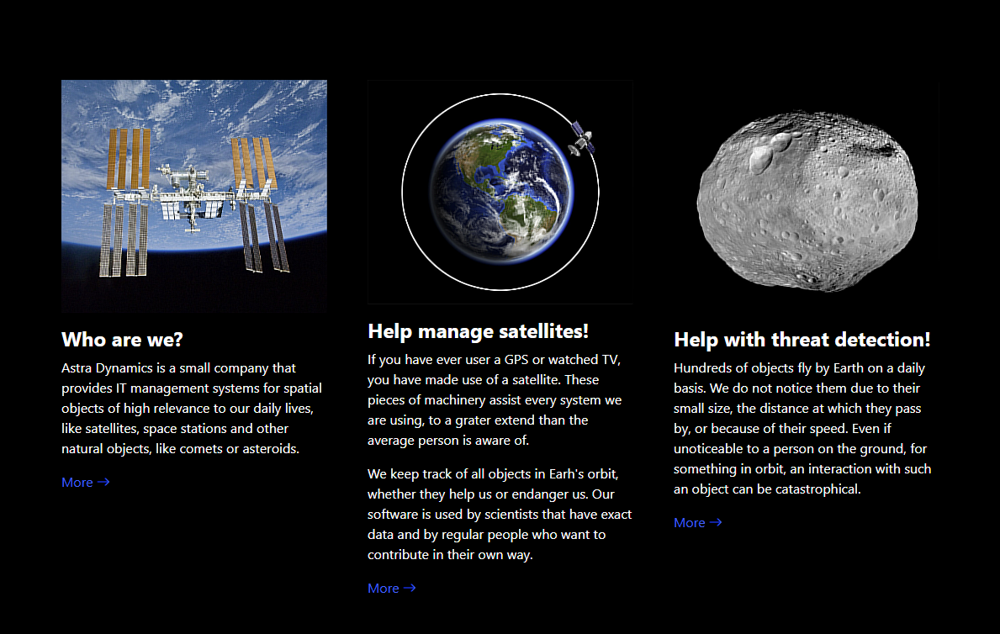 Who are we?
Astra Dynamics is a small company that
provides IT management systems for spatial
objects of high relevance to our daily lives,
like satellites, space stations and other
natural objects, like comets or asteroids.
More →
Help manage satellites!
If you have ever user a GPS or watched TV,
you have made use of a satellite. These
pieces of machinery assist every system we
are using, to a grater extend than the
average person is aware of.
We keep track of all objects in Earh's orbit,
whether they help us or endanger us. Our
software is used by scientists that have exact
data and by regular people who want to
contribute in their own way.
More →
Help with threat detection!
Hundreds of objects fly by Earth on a daily
basis. We do not notice them due to their
small size, the distance at which they pass
by, or because of their speed. Even if
unoticeable to a person on the ground, for
something in orbit, an interaction with such
an object can be catastrophical.
More →